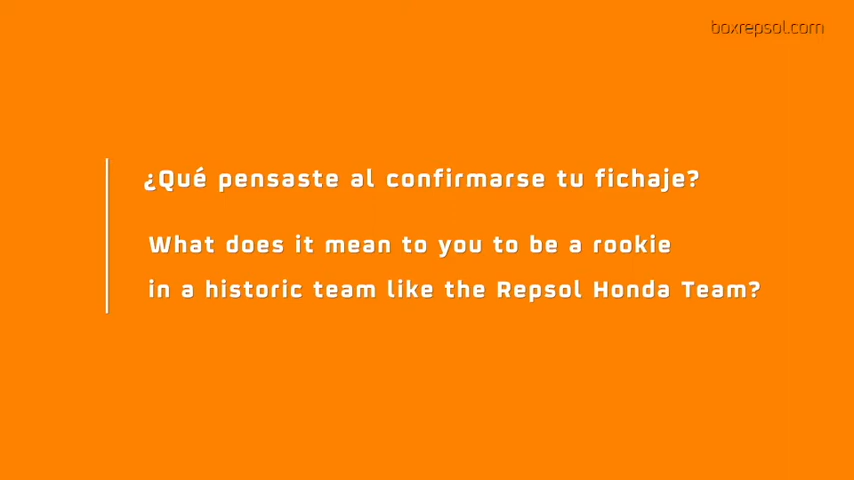 boxrepsol.com
¿Qué pensaste al confirmarse tu fichaje?
What does it mean to you to be a rookie
in a historic team like the Repsol Honda Team?